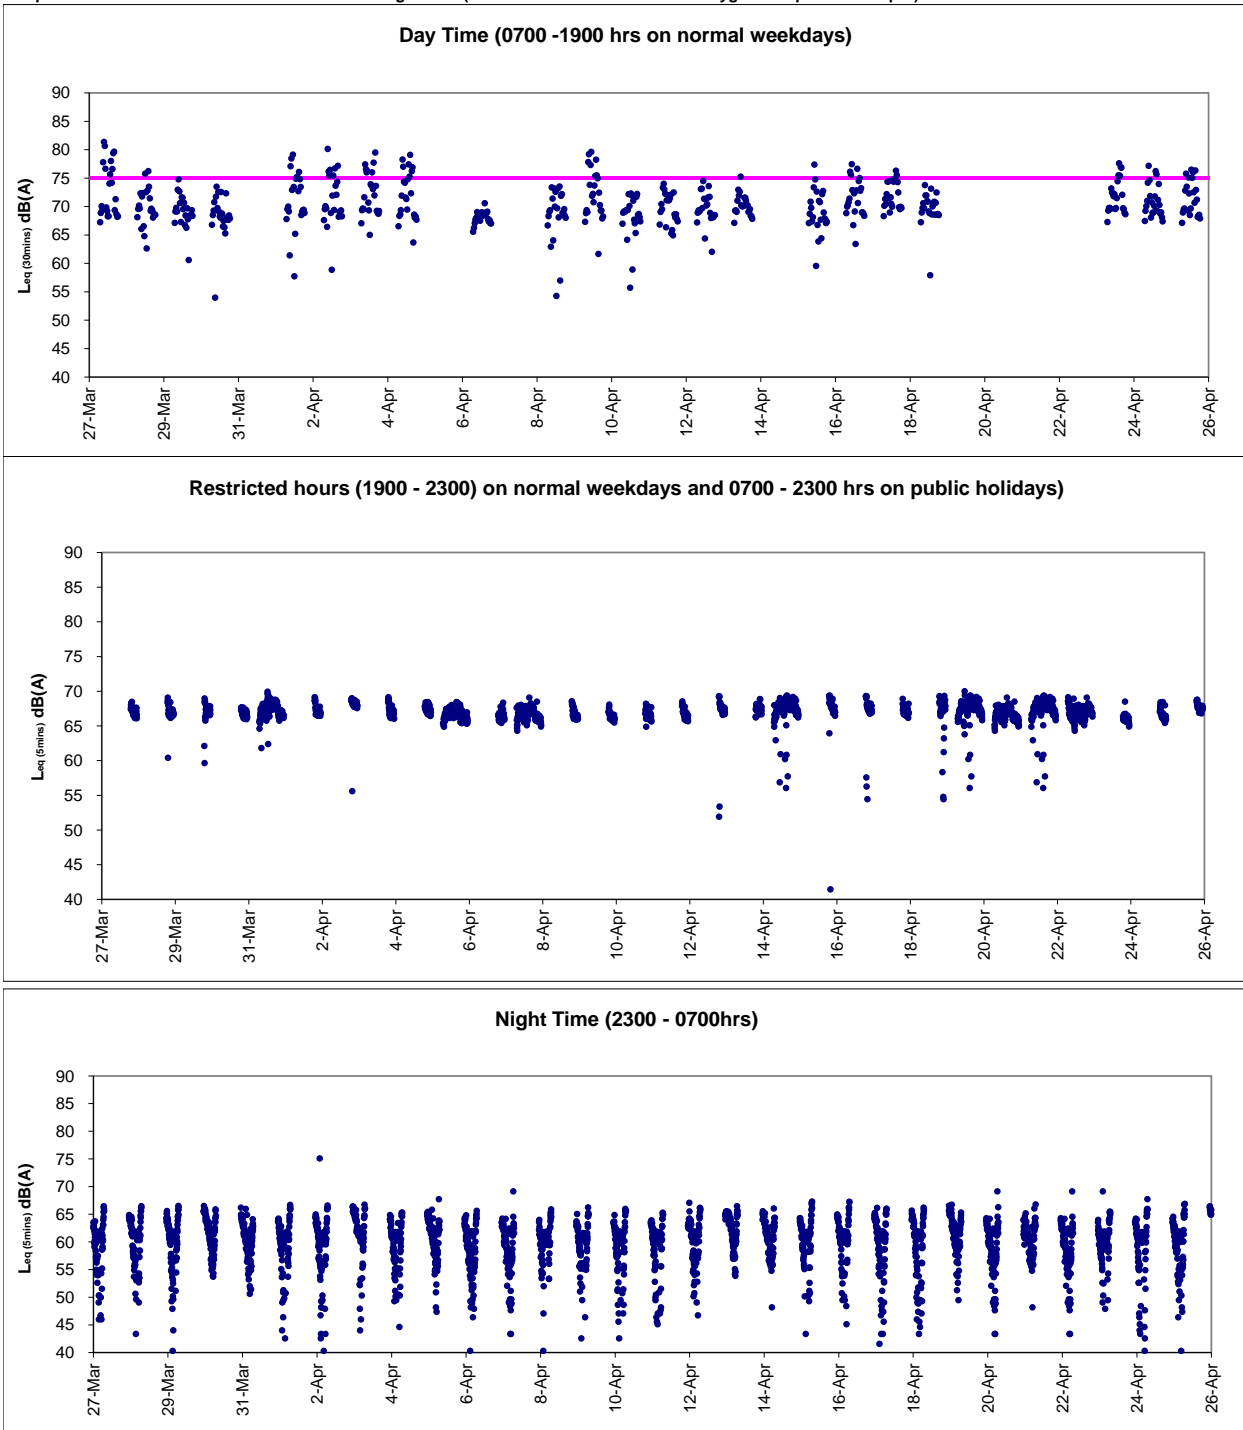 Day Time (0700 -1900 hrs on normal weekdays)
90
85
80
75
70
65
60
55
50
45
40
Leq (30mins) dB(A)
27-Mar
29-Mar
31-Mar
2-Apr
4-Apr
6-Apr
8-Apr
10-Apr
12-Apr
14-Apr
16-Apr
18-Apr
20-Apr
22-Apr
24-Apr
26-Apr
Restricted hours (1900 - 2300) on normal weekdays and 0700 - 2300 hrs on public holidays)
90
85
80
75
70
65
60
55
50
45
40
Leq (5mins) dB(A)
27-Mar
29-Mar
31-Mar
2-Apr
4-Apr
6-Apr
8-Apr
10-Apr
12-Apr
14-Apr
16-Apr
18-Apr
20-Apr
22-Apr
24-Apr
26-Apr
Night Time (2300 - 0700hrs)
90
85
80
75
70
65
60
55
50
45
40
Leq (5mins) dB(A)
27-Mar
29-Mar
31-Mar
2-Apr
4-Apr
6-Apr
8-Apr
10-Apr
12-Apr
14-Apr
16-Apr
18-Apr
20-Apr
22-Apr
24-Apr
26-Apr